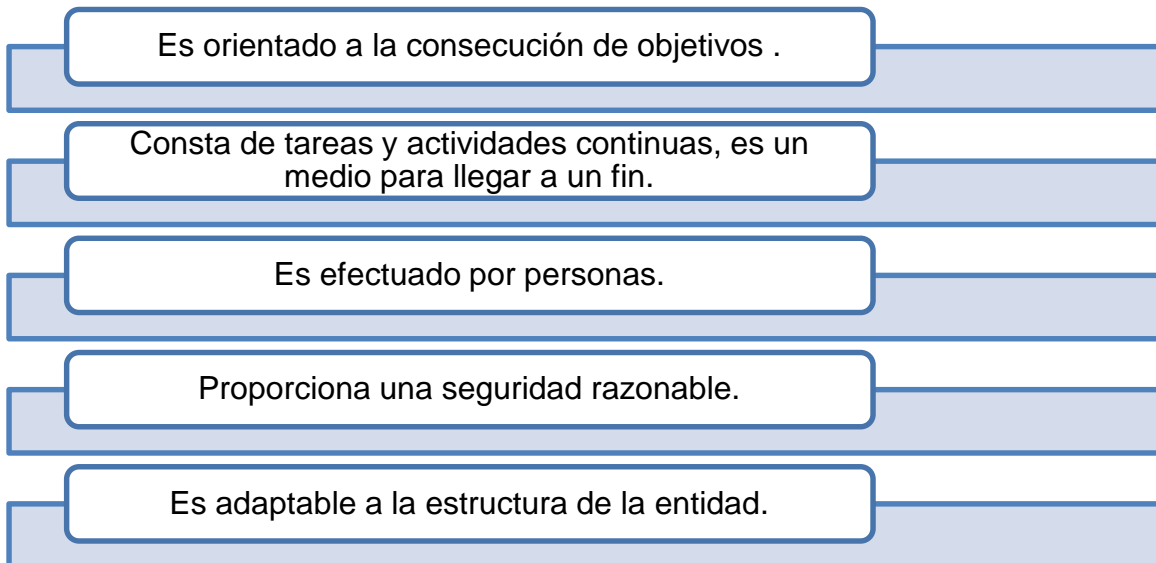 Es orientado a la consecución de objetivos .
Consta de tareas y actividades continuas, es un
medio para llegar a un fin.
Es efectuado por personas.
Proporciona una seguridad razonable.
Es adaptable a la estructura de la entidad.